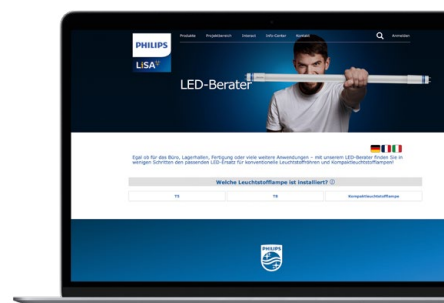 PHILIPS
LiSA
Produkte Projektbereich Interact Info-Center Kontakt Anmelden
LED-Berater
Egal ob für das Büro, Lagerhallen, Fertigung oder viele weitere Anwendungen – mit unserem LED-Berater finden Sie in
wenigen Schritten den passenden LED-Ersatz für konventionelle Leuchtstoffröhren und Kompaktleuchtstofflampen!
Welche Leuchtstofflampe ist installiert?
T5 T8 Kompaktleuchtstofflampe
PHILIPS